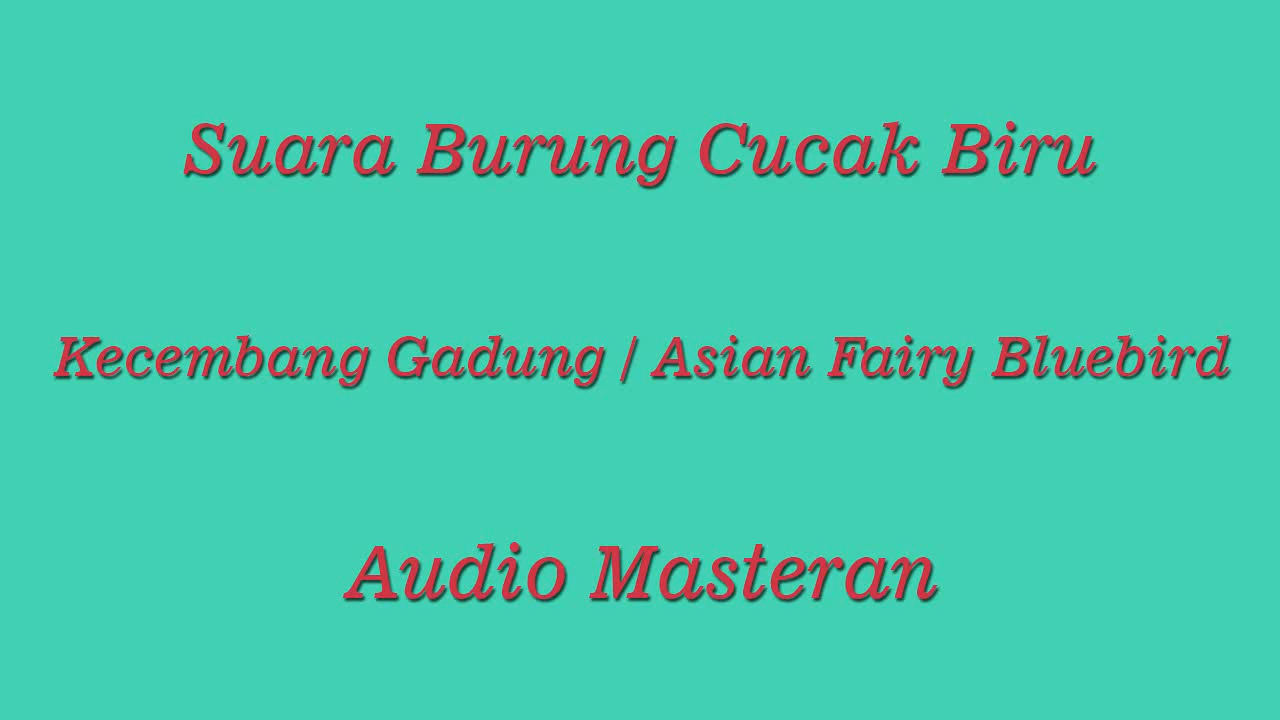 Suara Burung Cucak Biru
Kecembang Gadung / Asian Fairy Bluebird
Audio Masteran